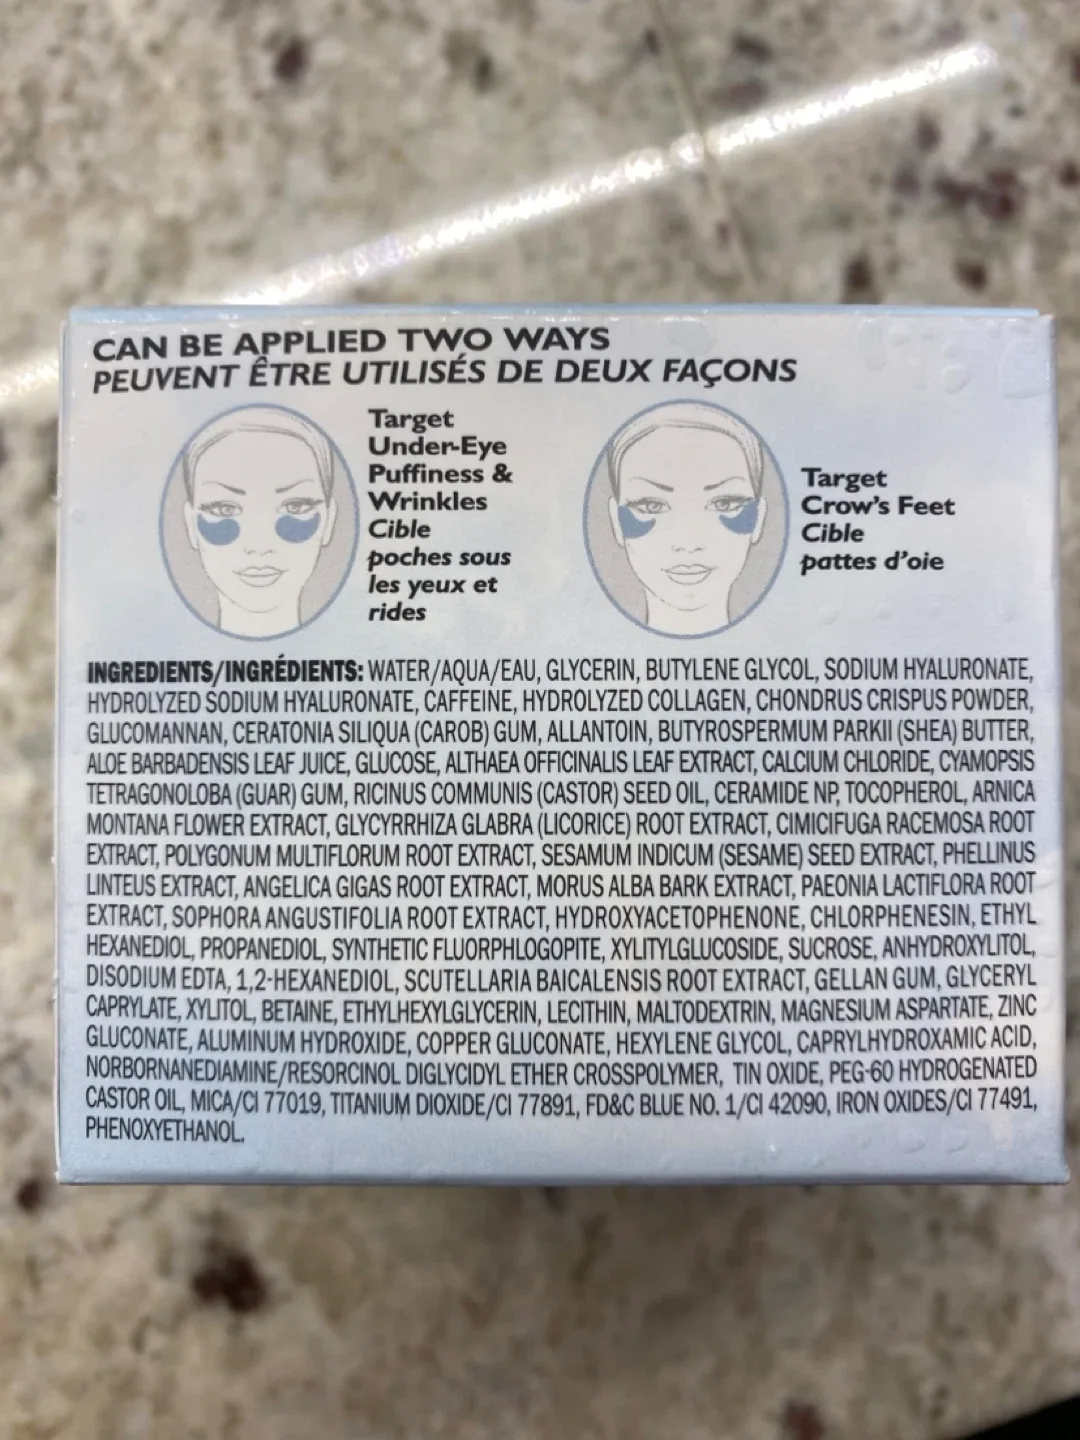 CAN BE APPLIED TWO WAYS
PEUVENT ÊTRE UTILISÉS DE DEUX FAÇONS
Target
Under-Eye
Puffiness &
Wrinkles
Cible
poches sous
les yeux et
rides
Target
Crow's Feet
Cible
pattes d'oie
INGREDIENTS/INGRÉDIENTS: WATER/AQUA/EAU, GLYCERIN, BUTYLENE GLYCOL, SODIUM HYALURONATE,
HYDROLYZED SODIUM HYALURONATE, CAFFEINE, HYDROLYZED COLLAGEN, CHONDRUS CRISPUS POWDER,
GLUCOMANNAN, CERATONIA SILIQUA (CAROB) GUM, ALLANTOIN, BUTYROSPERMUM PARKII (SHEA) BUTTER,
ALOE BARBADENSIS LEAF JUICE, GLUCOSE, ALTHAEA OFFICINALIS LEAF EXTRACT, CALCIUM CHLORIDE, CYAMOPSIS
TETRAGONOLOBA (GUAR) GUM, RICINUS COMMUNIS (CASTOR) SEED OIL, CERAMIDE NP, TOCOPHEROL, ARNICA
MONTANA FLOWER EXTRACT, GLYCYRRHIZA GLABRA (LICORICE) ROOT EXTRACT, CIMICIFUGA RACEMOSA ROOT
EXTRACT, POLYGONUM MULTIFLORUM ROOT EXTRACT, SESAMUM INDICUM (SESAME) SEED EXTRACT, PHELLINUS
LINTEUS EXTRACT, ANGELICA GIGAS ROOT EXTRACT, MORUS ALBA BARK EXTRACT, PAEONIA LACTIFLORA ROOT
EXTRACT, SOPHORA ANGUSTIFOLIA ROOT EXTRACT, HYDROXYACETOPHENONE, CHLORPHENESIN, ETHYL
HEXANEDIOL, PROPANEDIOL, SYNTHETIC FLUORPHLOGOPITE, XYLITYLGLUCOSIDE, SUCROSE, ANHYDROXYLITOL,
DISODIUM EDTA, 1,2-HEXANEDIOL, SCUTELLARIA BAICALENSIS ROOT EXTRACT, GELLAN GUM, GLYCERYL
CAPRYLATE, XYLITOL, BETAINE, ETHYLHEXYLGLYCERIN, LECITHIN, MALTODEXTRIN, MAGNESIUM ASPARTATE, ZINC
GLUCONATE, ALUMINUM HYDROXIDE, COPPER GLUCONATE, HEXYLENE GLYCOL, CAPRYLHYDROXAMIC ACID,
NORBORNANEDIAMINE/RESORCINOL DIGLYCIDYL ETHER CROSSPOLYMER, TIN OXIDE, PEG-60 HYDROGENATED
CASTOR OIL, MICA/CI 77019, TITANIUM DIOXIDE/CI 77891, FD&C BLUE NO. 1/CI 42090, IRON OXIDES/CI 77491,
PHENOXYETHANOL.